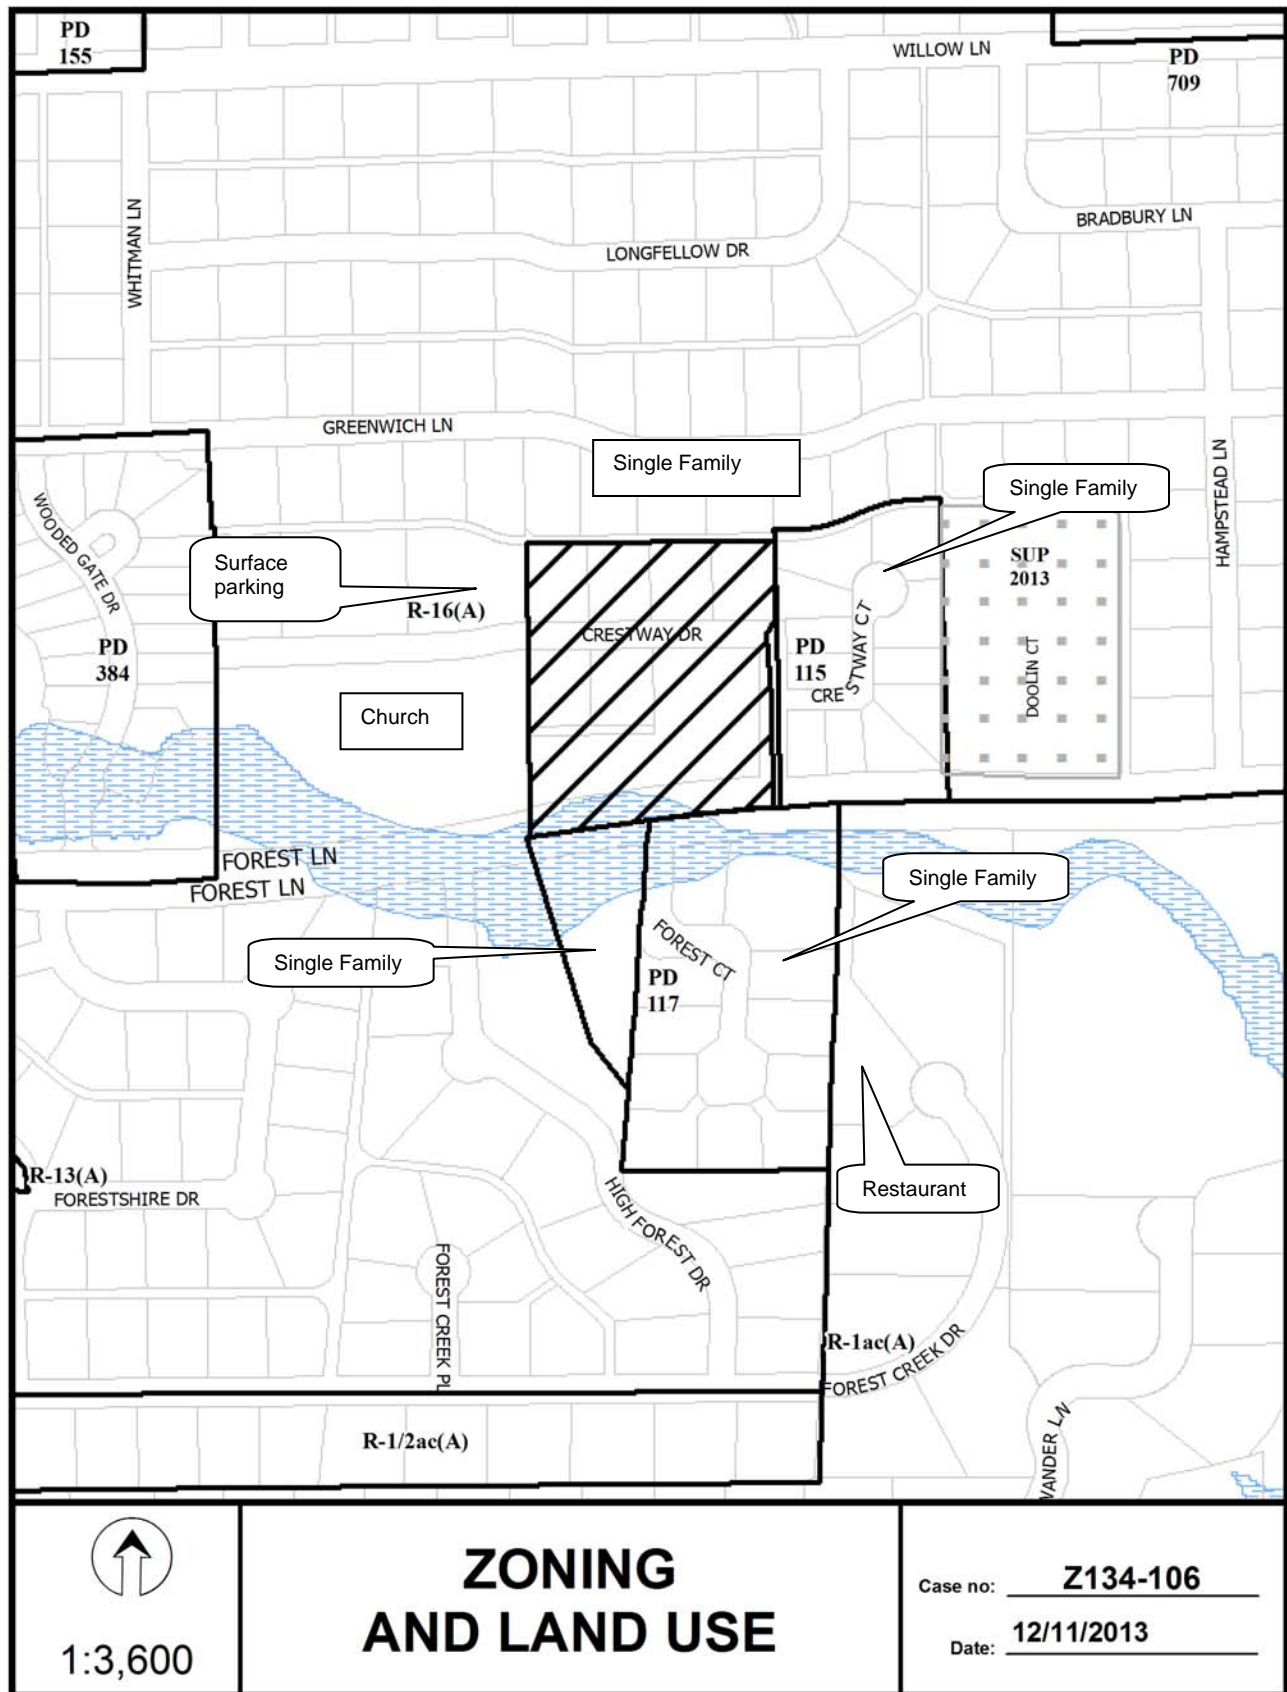 PD
155
WILLOW LN
PD
709
WHITMAN LN
BRADBURY LN
LONGFELLOW DR
GREENWICH LN
Single Family
HAMPSTEAD LN
Single Family
WOODED GATE DR
Surface
parking
SUP
2013
R-16(A)
CRESTWAY DR
CRESTWAY CT
PD
115
DOOLIN CT
PD
384
Church
FOREST LN
FOREST LN
Single Family
FOREST CT
Single Family
PD
117
R-13(A)
FORESTSHIRE DR
Restaurant
HIGH FOREST DR
FOREST CREEK PL
R-1ac(A)
FOREST CREEK DR
R-1/2ac(A)
VANDER LN
1:3,600
ZONING
AND LAND USE
Case no: Z134-106
Date: 12/11/2013